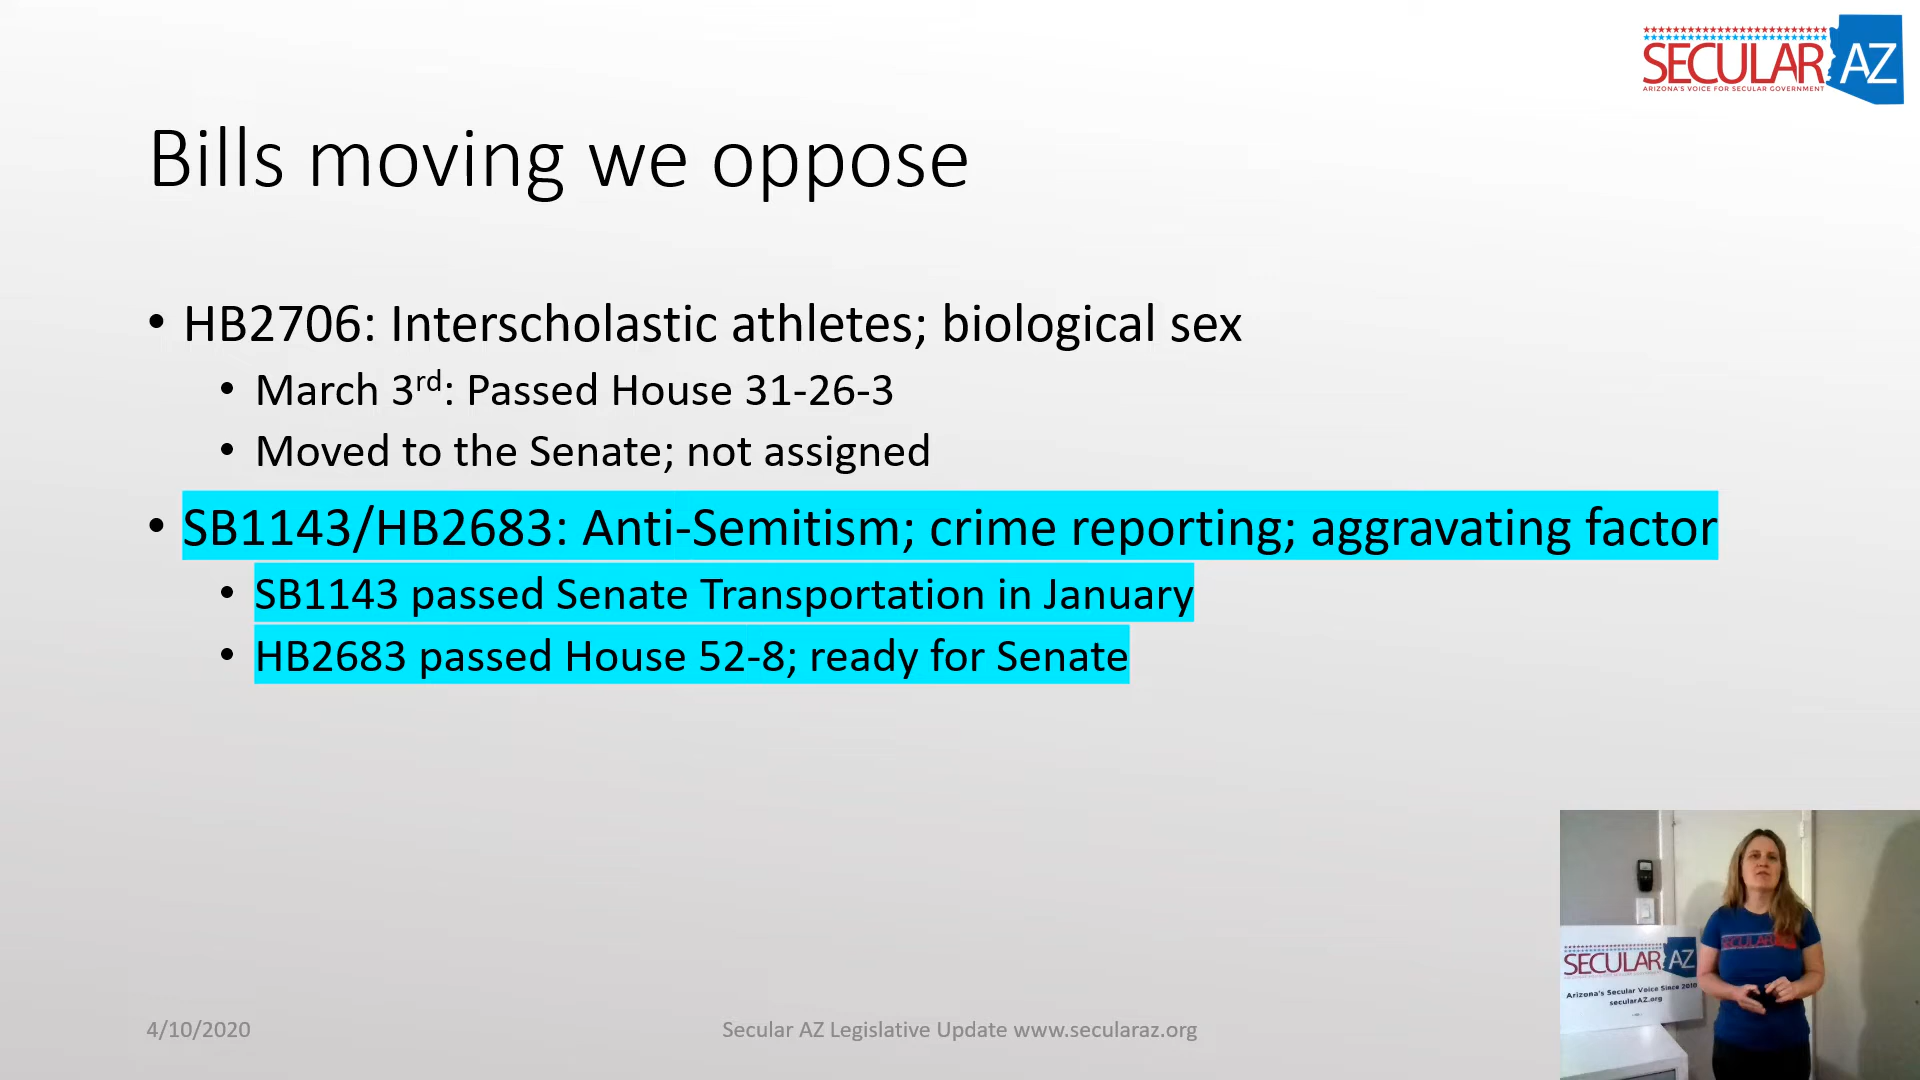 SECULAR AZ
ARIZONA'S VOICE FOR SECULAR GOVERNMENT
Bills moving we oppose
• HB2706: Interscholastic athletes; biological sex
• March 3rd: Passed House 31-26-3
• Moved to the Senate; not assigned
• SB1143/HB2683: Anti-Semitism; crime reporting; aggravating factor
• SB1143 passed Senate Transportation in January
• HB2683 passed House 52-8; ready for Senate
SECULAR
SECULAR AZ
Arizona's Secular Voice Since 2010
secularAZ.org
4/10/2020
Secular AZ Legislative Update www.secularaz.org